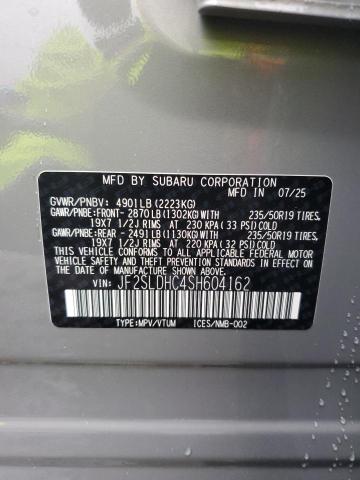 MFD BY SUBARU CORPORATION
MFD IN 07/25
GVWR/PNBV: 4901LB (2223KG)
GAWR/PNBE: FRONT- 2870LB (1302KG) WITH 235/50R19 TIRES,
19X7 1/2J RIMS AT 230 KPA (33 PSI) COLD
GAWR/PNBE: REAR- 2491LB (1130KG) WITH 235/50R19 TIRES,
19X7 1/2J RIMS AT 220 KPA (32 PSI) COLD
THIS VEHICLE CONFORMS TO ALL APPLICABLE FEDERAL MOTOR
VEHICLE SAFETY, BUMPER, AND THEFT PREVENTION STANDARDS
IN EFFECT ON THE DATE OF MANUFACTURE SHOWN ABOVE.
VIN: JF2SLDHC4SH604162
TYPE:MPV/VTUM ICES/NMB-002